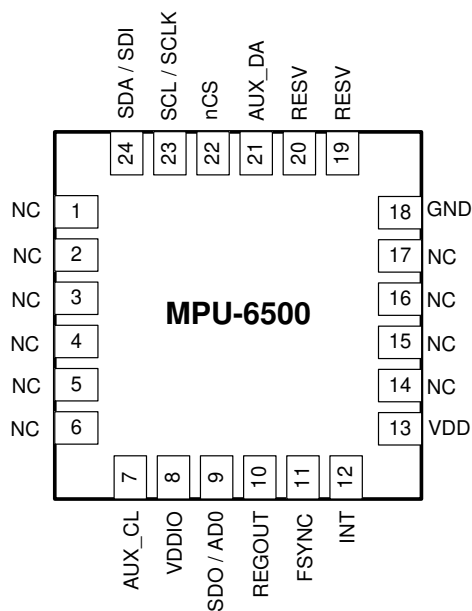 SDA / SDI
SCL / SCLK
nCS
AUX_DA
RESV
RESV
24
23
22
21
20
19
NC 1
18 GND
NC 2
17 NC
NC 3
16 NC
MPU-6500
NC 4
15 NC
NC 5
14 NC
NC 6
13 VDD
7
8
9
10
11
12
AUX_CL
VDDIO
SDO / AD0
REGOUT
FSYNC
INT